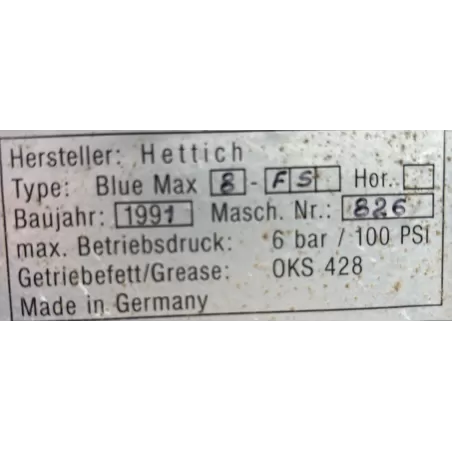 Hersteller: Hettich
Type: Blue Max 8-FS Hor..
Baujahr: 1991 Masch. Nr.: 826
max. Betriebsdruck: 6 bar / 100 PSI
Getriebefett/Grease: OKS 428
Made in Germany